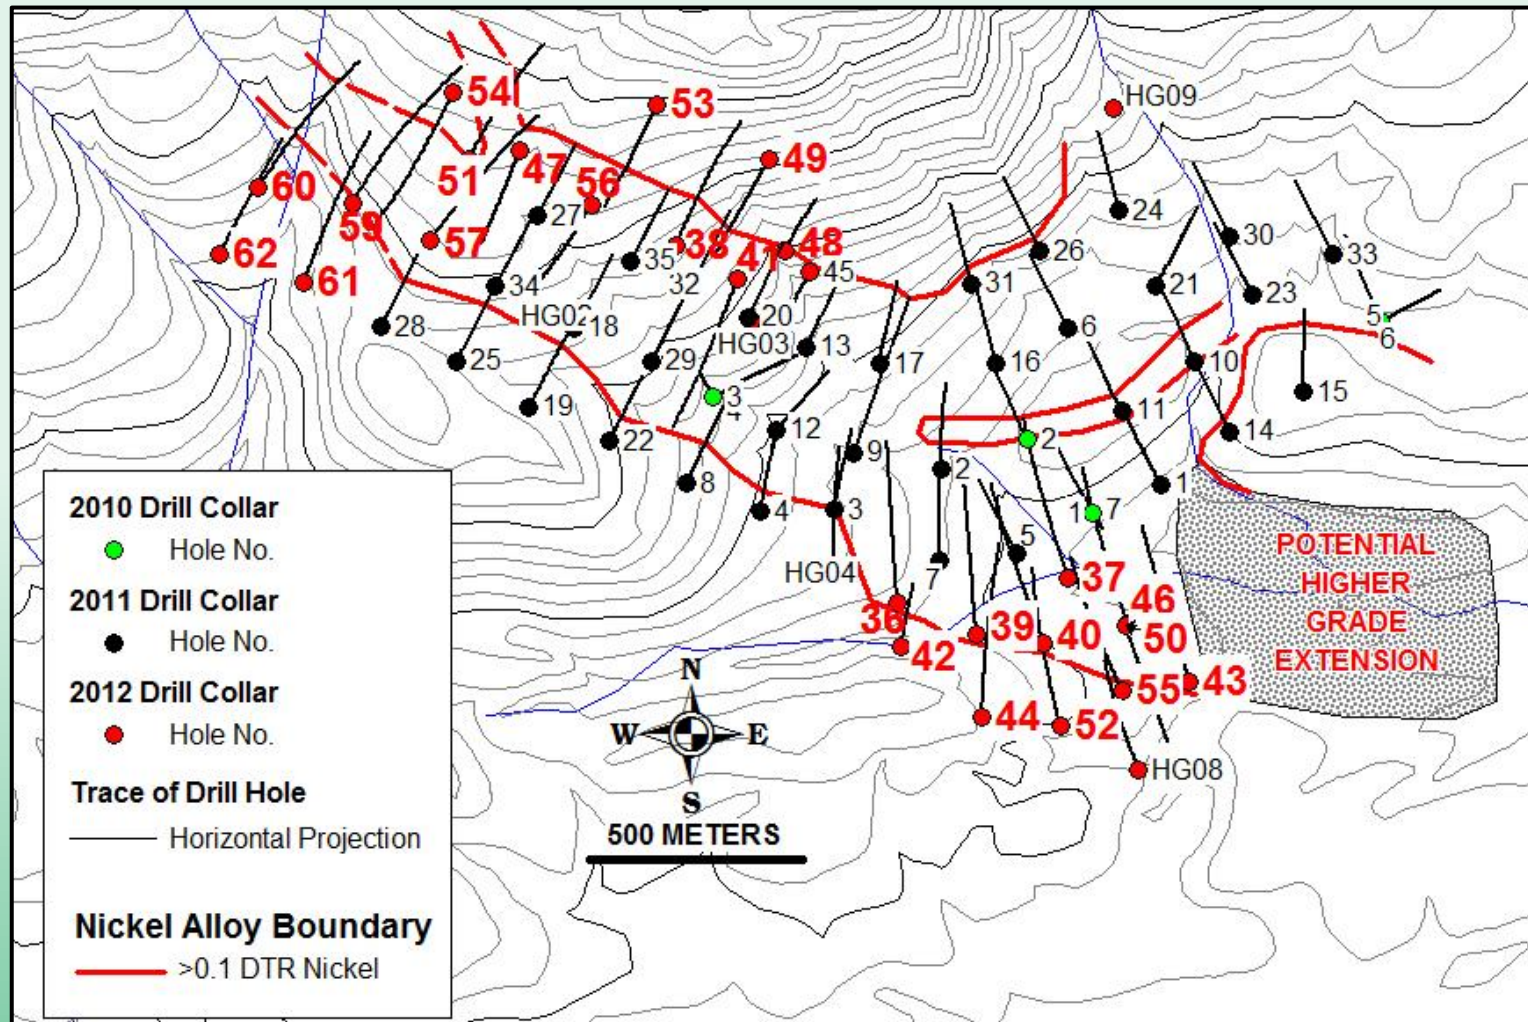 HG09
54
53
49
47
51
56
60
59
27
24
57
38
48
26
30
33
62
61
35
41
45
32
34
31
21
23
HG02
18
20
5
28
HG03
13
6
6
25
29
17
16
10
3
4
15
19
11
22
12
2
14
9
2
8
4
3
1
1
7
5
HG04
7
37
36
39
40
46
50
42
55
43
44
52
HG08
POTENTIAL
HIGHER
GRADE
EXTENSION
N
W E
S
500 METERS
2010 Drill Collar
Hole No.
2011 Drill Collar
Hole No.
2012 Drill Collar
Hole No.
Trace of Drill Hole
Horizontal Projection
Nickel Alloy Boundary
>0.1 DTR Nickel